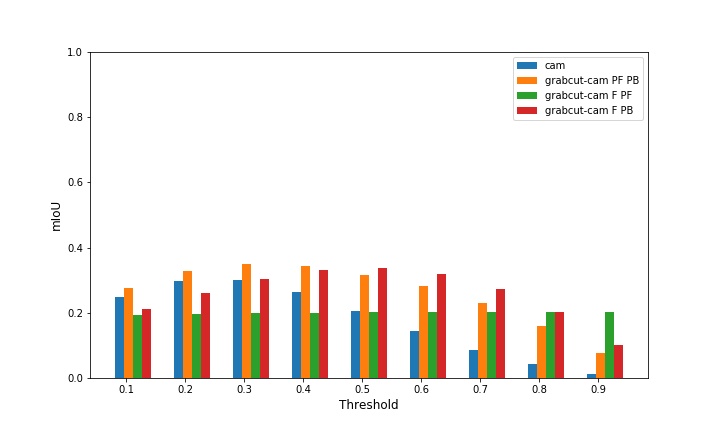 1.0
0.8
0.6
0.4
0.2
0.0
mIoU
cam
grabcut-cam PF PB
grabcut-cam F PF
grabcut-cam F PB
0.1 0.2 0.3 0.4 0.5 0.6 0.7 0.8 0.9
Threshold